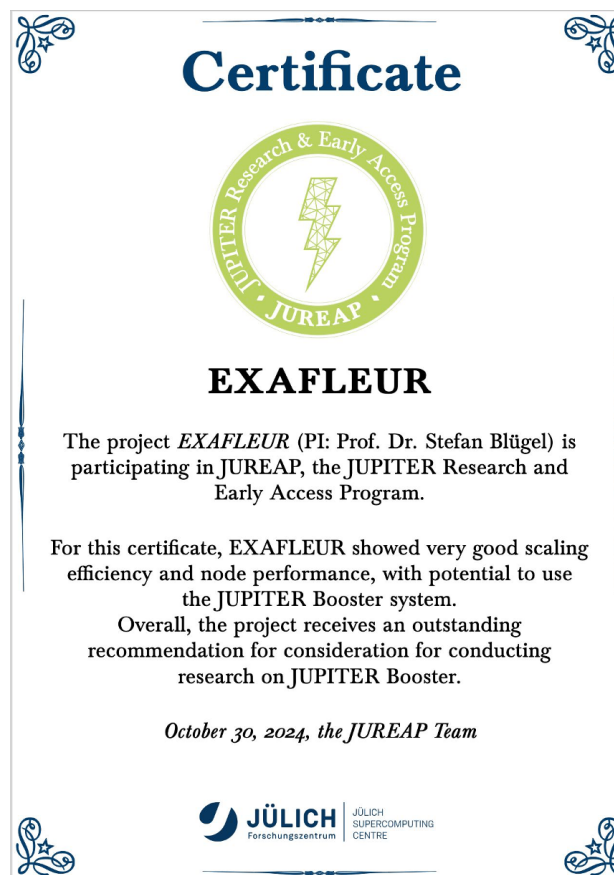 Certificate
JUPITER Research & Early Access Program
• JUREAP •
EXAFLEUR
The project EXAFLEUR (PI: Prof. Dr. Stefan Blügel) is
participating in JUREAP, the JUPITER Research and
Early Access Program.
For this certificate, EXAFLEUR showed very good scaling
efficiency and node performance, with potential to use
the JUPITER Booster system.
Overall, the project receives an outstanding
recommendation for consideration for conducting
research on JUPITER Booster.
October 30, 2024, the JUREAP Team
JÜLICH
Forschungszentrum
JÜLICH
SUPERCOMPUTING
CENTRE